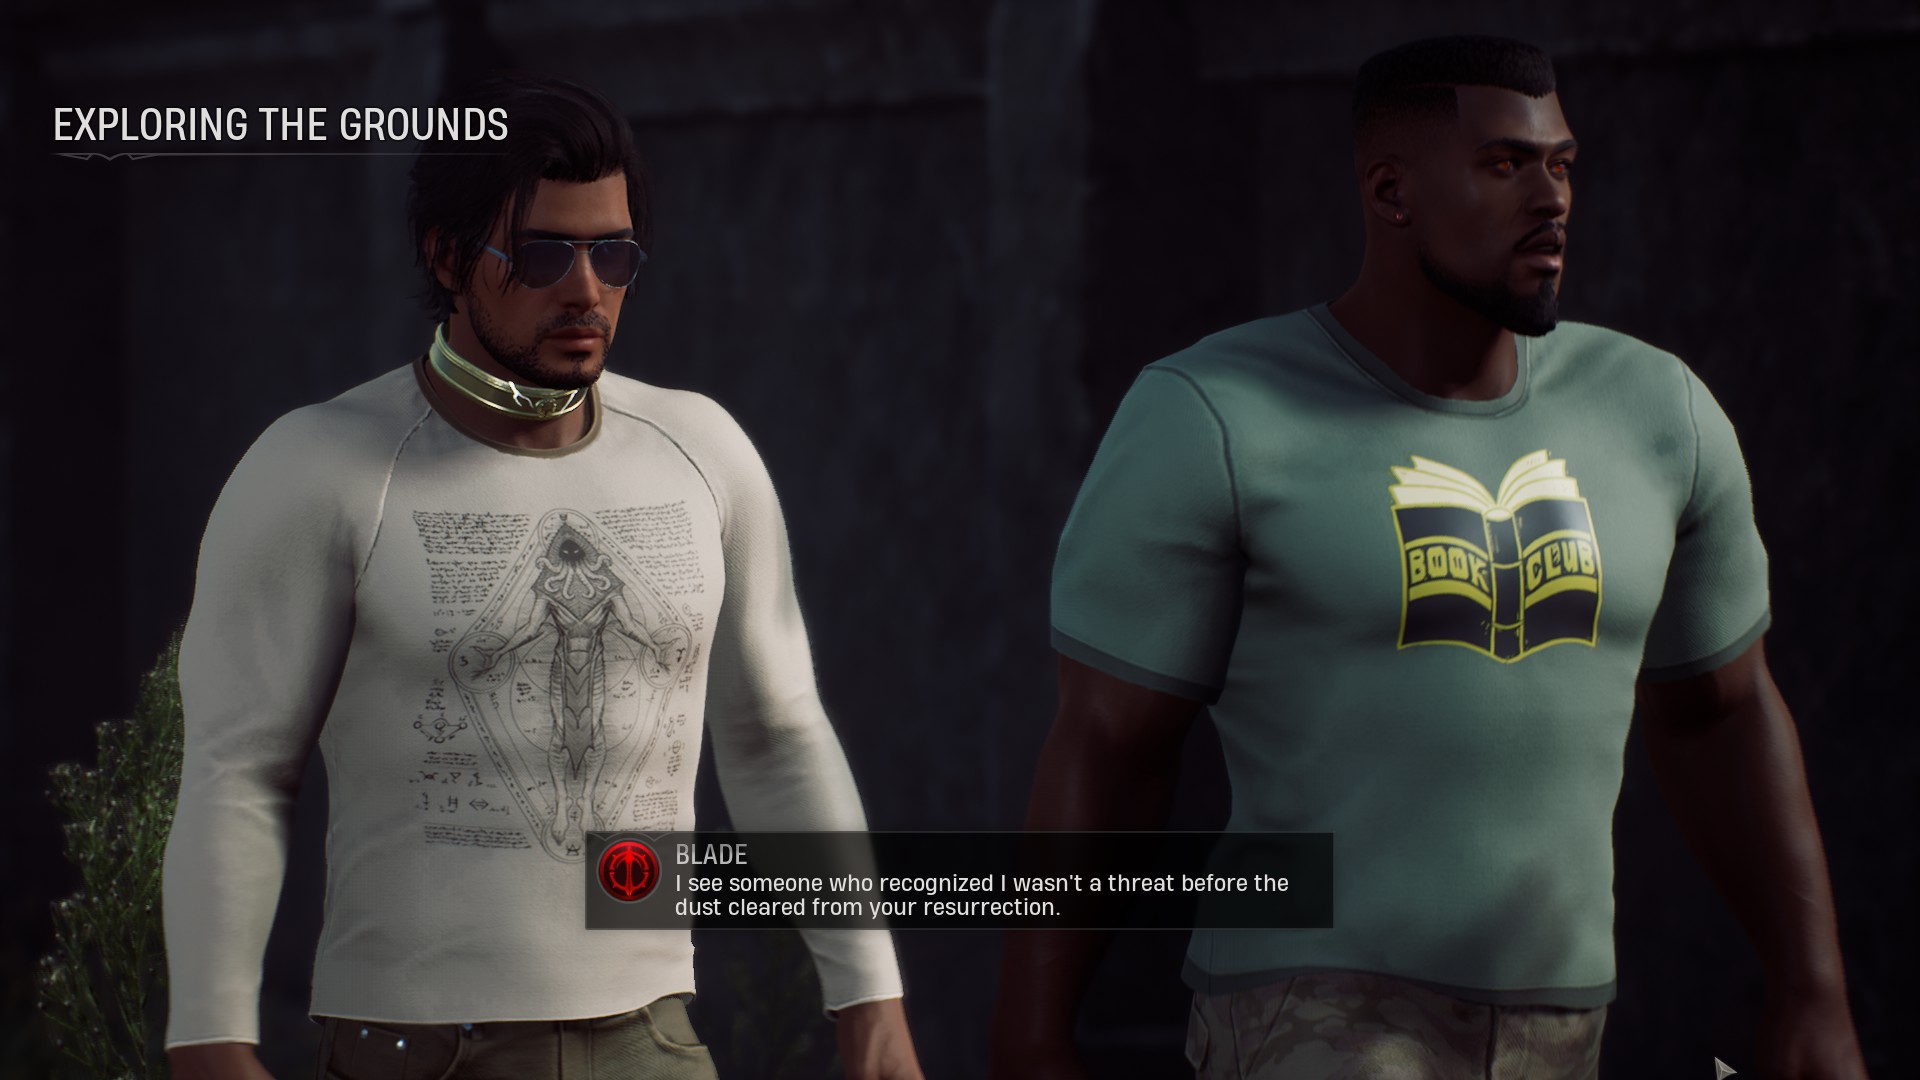 EXPLORING THE GROUNDS
BOOK CLUB
BLADE
I see someone who recognized I wasn't a threat before the
dust cleared from your resurrection.